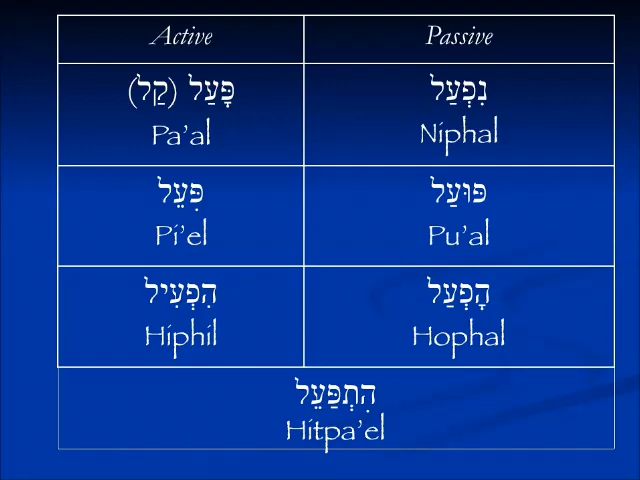 Active
Passive
פָּעַל (קַל)
Pa'al
נִפְעַל
Niphal
פִּעֵל
Pi'el
פּוּעַל
Pu'al
הִפְעִיל
Hiphil
הָפְעַל
Hophal
הִתְפַּעֵל
Hitpa'el